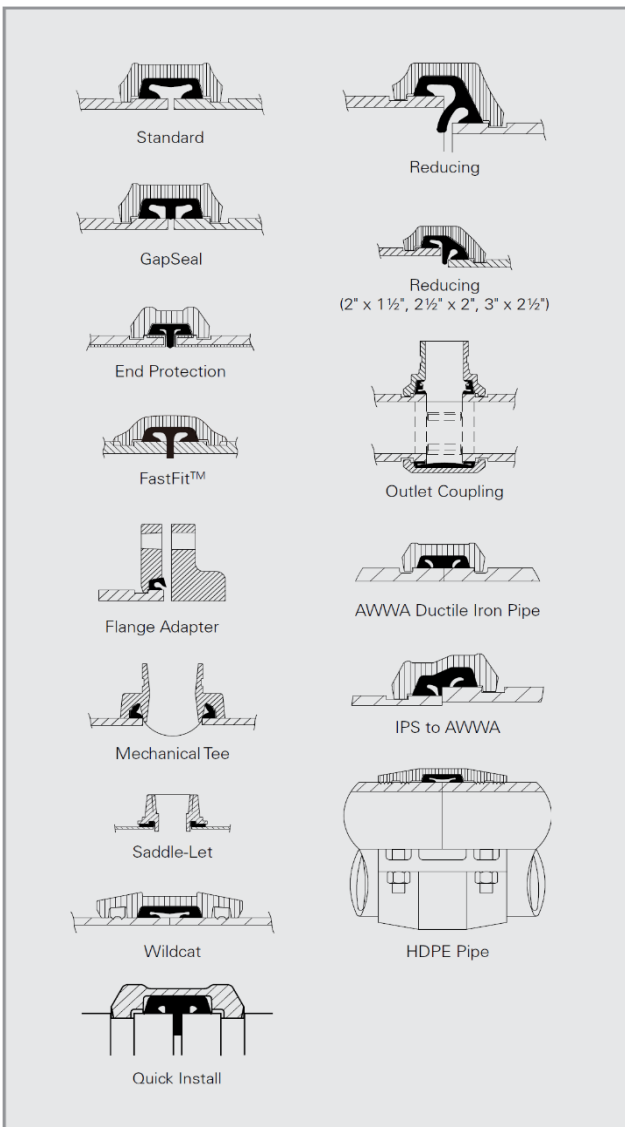 Standard
GapSeal
End Protection
FastFit™
Flange Adapter
Mechanical Tee
Saddle-Let
Wildcat
Quick Install
Reducing
Reducing
(2" x 1½", 2½" x 2", 3" x 2½")
Outlet Coupling
AWWA Ductile Iron Pipe
IPS to AWWA
HDPE Pipe